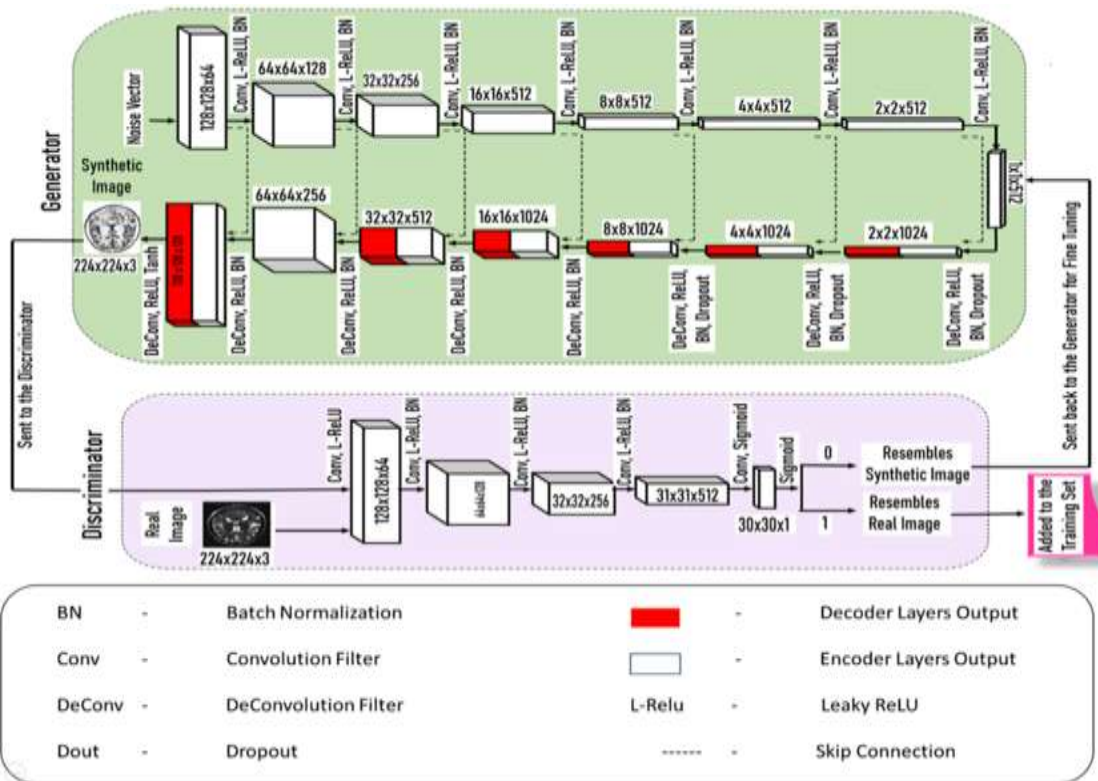 Generator
Noise Vector
128x128x64
Conv, L-ReLU, BN
64x64x128
Conv, L-ReLU, BN
32x32x256
Conv, L-ReLU, BN
16x16x512
Conv, L-ReLU, BN
8x8x512
Conv, L-ReLU, BN
4x4x512
Conv, L-ReLU, BN
2x2x512
Conv, L-ReLU, BN
1x1x512
Synthetic
Image
224x224x3
DeConv, ReLU, Tanh
DeConv, ReLU, BN
64x64x256
DeConv, ReLU, BN
32x32x512
DeConv, ReLU, BN
16x16x1024
DeConv, ReLU, BN
8x8x1024
DeConv, ReLU,
BN, Dropout
4x4x1024
DeConv, ReLU,
BN, Dropout
2x2x1024
DeConv, ReLU,
BN, Dropout
Sent to the Discriminator
Sent back to the Generator for Fine Tuning
Discriminator
Real
Image
224x224x3
Conv, L-ReLU
128x128x64
Conv, L-ReLU, BN
64x64x128
Conv, L-ReLU, BN
32x32x256
Conv, L-ReLU, BN
31x31x512
Conv, Sigmoid
30x30x1
Sigmoid
0
Resembles
Synthetic Image
1
Resembles
Real Image
Added to the
Training Set
BN - Batch Normalization
Conv - Convolution Filter
DeConv - DeConvolution Filter
Dout - Dropout
- Decoder Layers Output
- Encoder Layers Output
L-Relu - Leaky ReLU
------ - Skip Connection